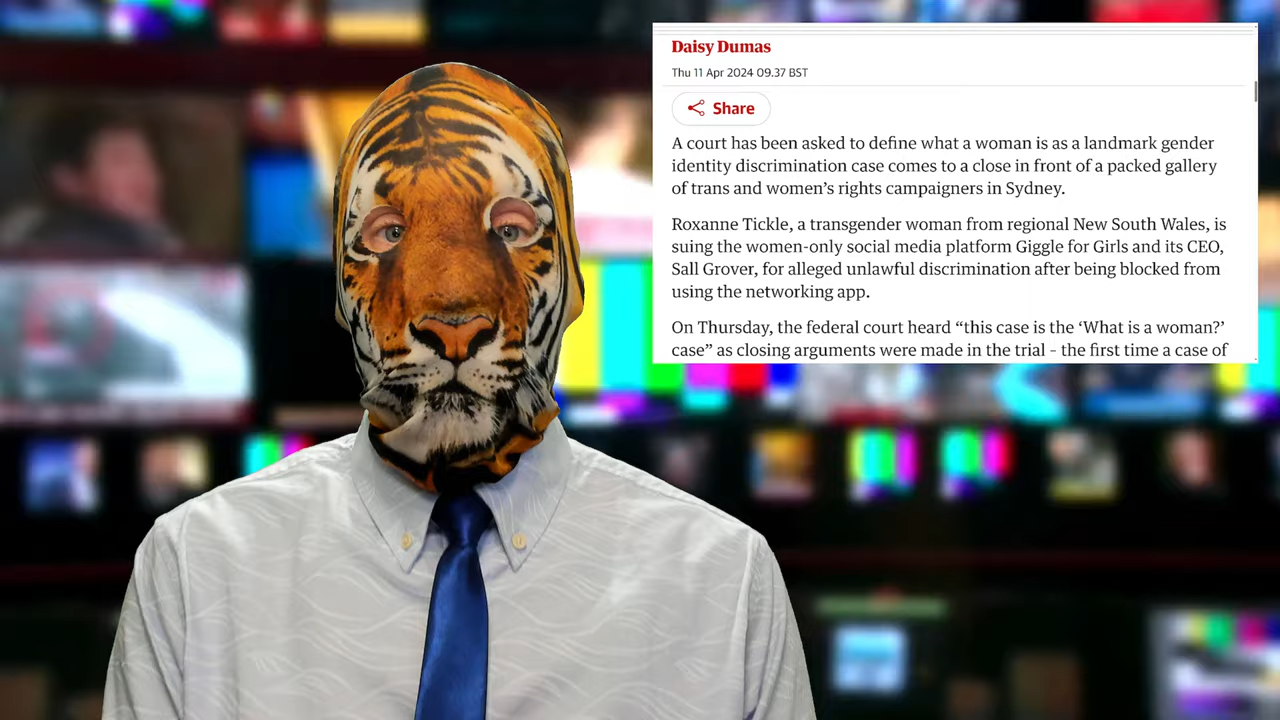 Daisy Dumas
Thu 11 Apr 2024 09.37 BST
Share
A court has been asked to define what a woman is as a landmark gender
identity discrimination case comes to a close in front of a packed gallery
of trans and women’s rights campaigners in Sydney.
Roxanne Tickle, a transgender woman from regional New South Wales, is
suing the women-only social media platform Giggle for Girls and its CEO,
Sall Grover, for alleged unlawful discrimination after being blocked from
using the networking app.
On Thursday, the federal court heard “this case is the ‘What is a woman?’
case” as closing arguments were made in the trial – the first time a case of